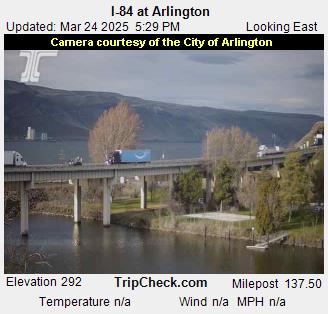 I-84 at Arlington
Updated: Mar 24 2025 5:29 PM Looking East
Camera courtesy of the City of Arlington
Elevation 292 TripCheck.com Milepost 137.50
Temperature n/a Wind n/a MPH n/a